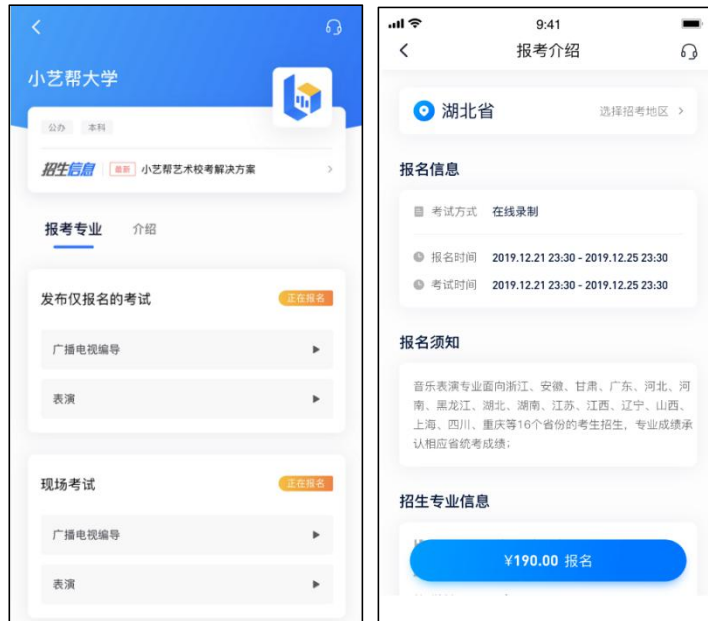 小艺帮大学
公办 本科
招生信息 最新 小艺帮艺术校考解决方案
报考专业 介绍
发布仅报名的考试 正在报名
广播电视编导
表演
现场考试 正在报名
广播电视编导
表演
9:41
报考介绍
湖北省 选择招考地区
报名信息
考试方式 在线录制
报名时间 2019.12.21 23:30 - 2019.12.25 23:30
考试时间 2019.12.21 23:30 - 2019.12.25 23:30
报名须知
音乐表演专业面向浙江、安徽、甘肃、广东、河北、河
南、黑龙江、湖北、湖南、江苏、江西、辽宁、山西、
上海、四川、重庆等16个省份的考生招生，专业成绩承
认相应省统考成绩；
招生专业信息
¥190.00 报名